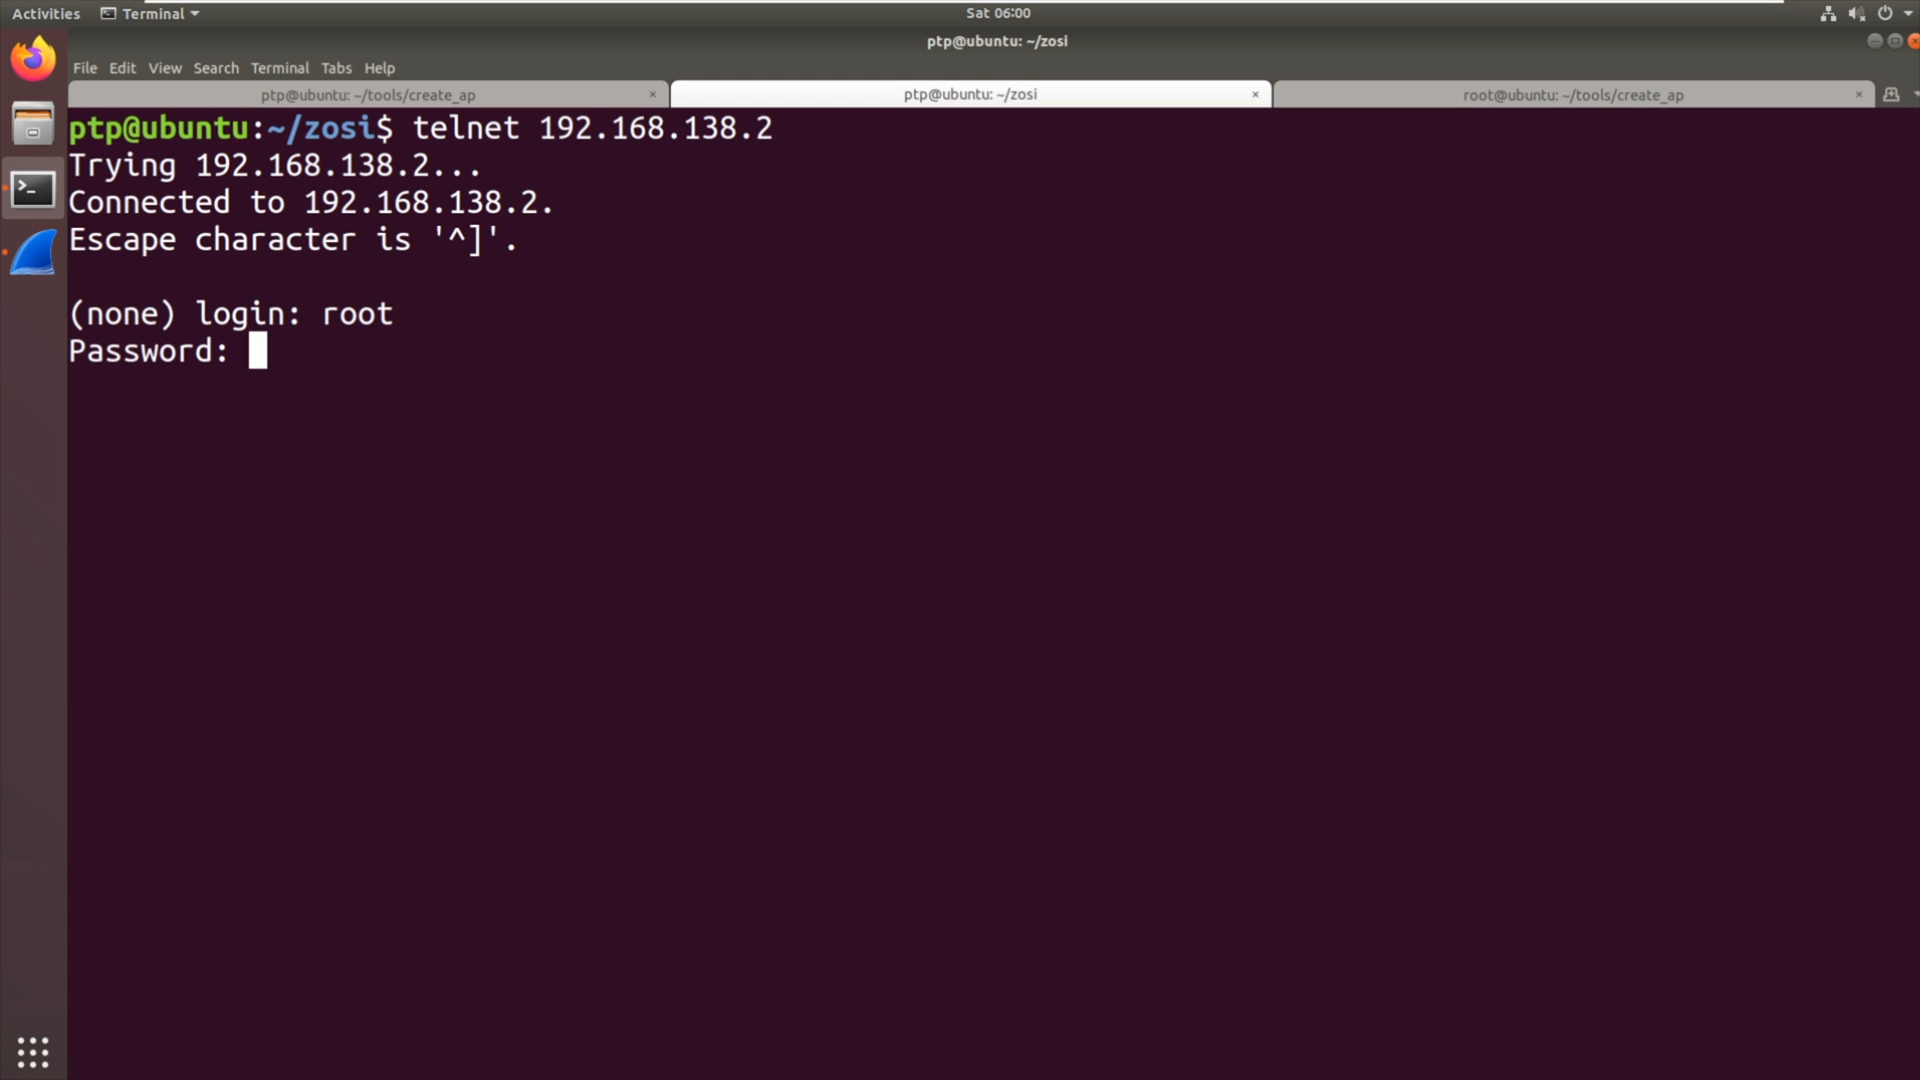 Activities Terminal Sat 06:00
ptp@ubuntu: ~/zosi
File Edit View Search Terminal Tabs Help
ptp@ubuntu: ~/tools/create_ap × ptp@ubuntu: ~/zosi × root@ubuntu: ~/tools/create_ap ×
ptp@ubuntu:~/zosi$ telnet 192.168.138.2
Trying 192.168.138.2...
Connected to 192.168.138.2.
Escape character is '^]'.
(none) login: root
Password: